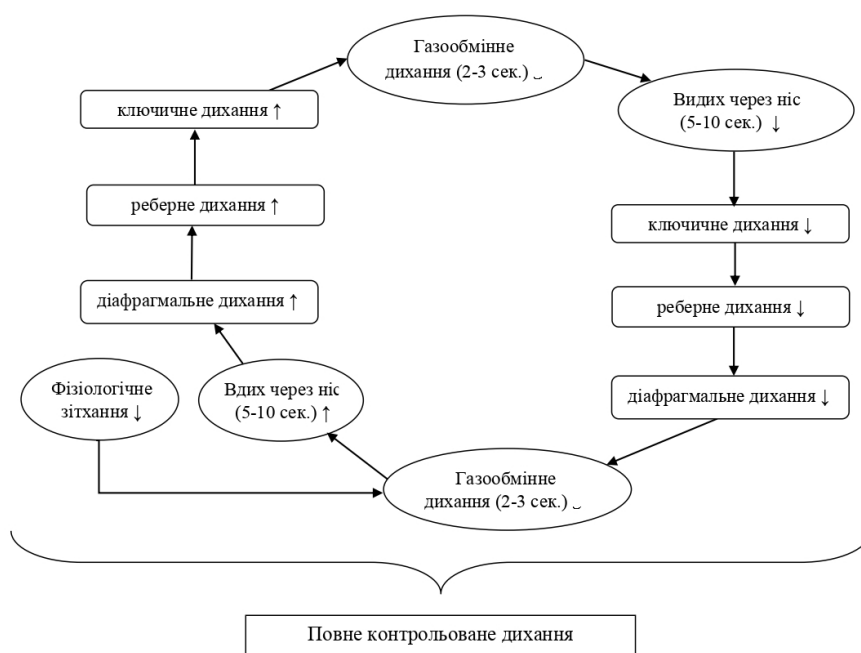 Газообмінне
дихання (2-3 сек.) ᴗ
Видих через ніс
(5-10 сек.) ↓
ключичне дихання ↑
реберне дихання ↑
діафрагмальне дихання ↑
ключичне дихання ↓
реберне дихання ↓
діафрагмальне дихання ↓
Фізіологічне
зітхання ↓
Вдих через ніс
(5-10 сек.) ↑
Газообмінне
дихання (2-3 сек.) ᴗ
Повне контрольоване дихання